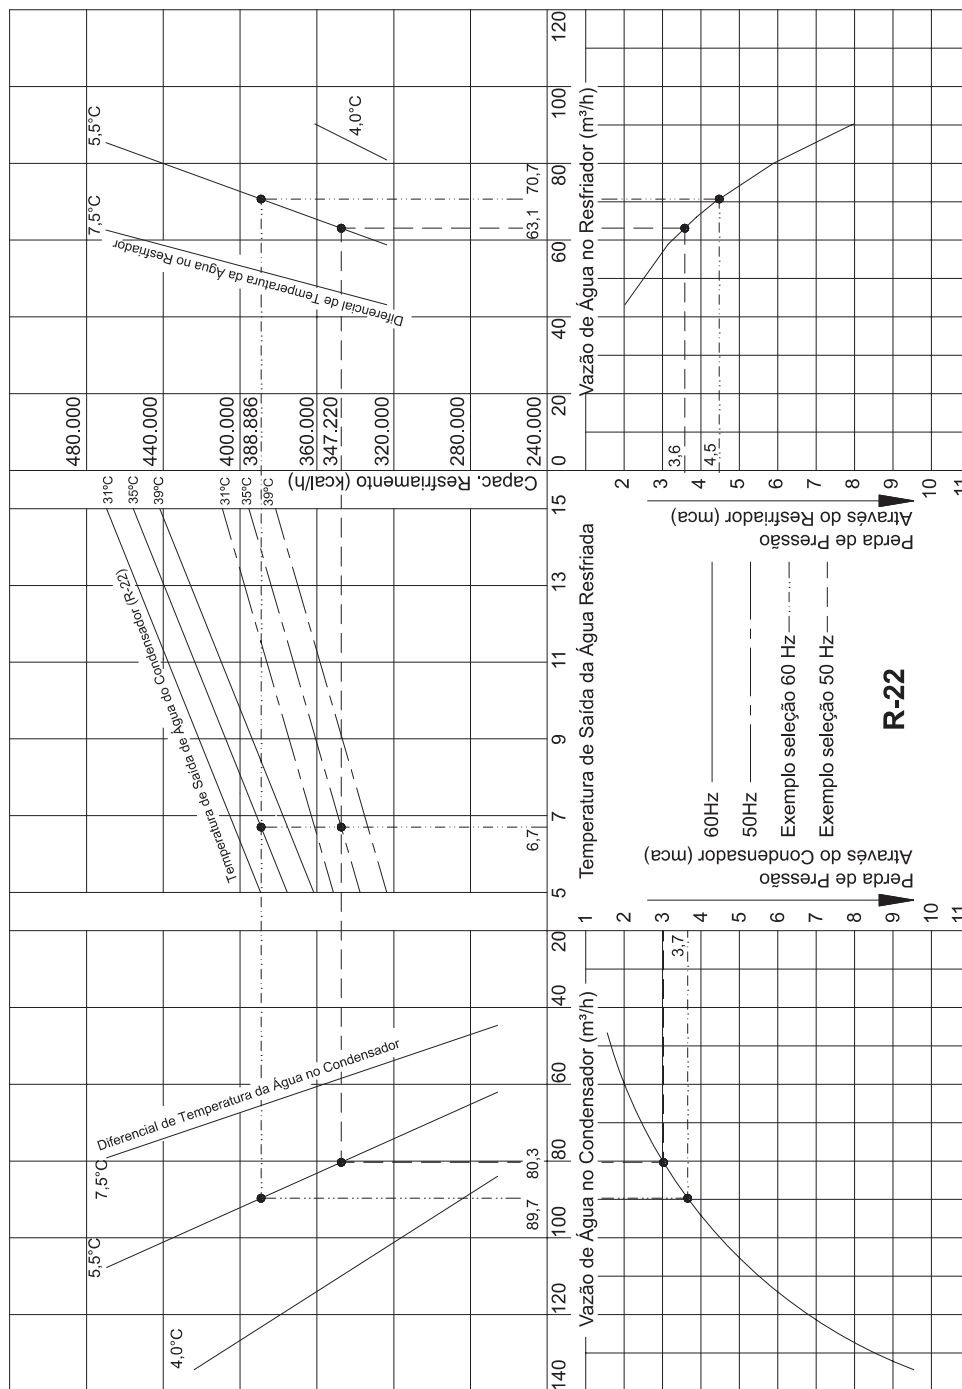 480.000
440.000
400.000
388.886
360.000
347.220
320.000
280.000
240.000
Capac. Resfriamento (kcal/h)
4,0°C
5,5°C
7,5°C
Diferencial de Temperatura da Água no Condensador
140
120
100
89,7
80,3
80
60
40
20
Vazão de Água no Condensador (m³/h)
Temperatura de Saída de Água do Condensador (R-22)
31ºC
35ºC
39ºC
31ºC
35ºC
39ºC
5
6,7
7
9
11
13
15
Temperatura de Saída da Água Resfriada
7,5°C
5,5°C
4,0°C
Diferencial de Temperatura da Água no Resfriador
0
20
40
60
63,1
70,7
80
100
120
Vazão de Água no Resfriador (m³/h)
1
2
3
4
5
6
7
8
9
10
11
3,7
Perda de Pressão
Através do Condensador (mca)
60Hz
50Hz
Exemplo seleção 60 Hz
Exemplo seleção 50 Hz
R-22
Perda de Pressão
Através do Resfriador (mca)
2
3
4
5
6
7
8
9
10
11
3,6
4,5